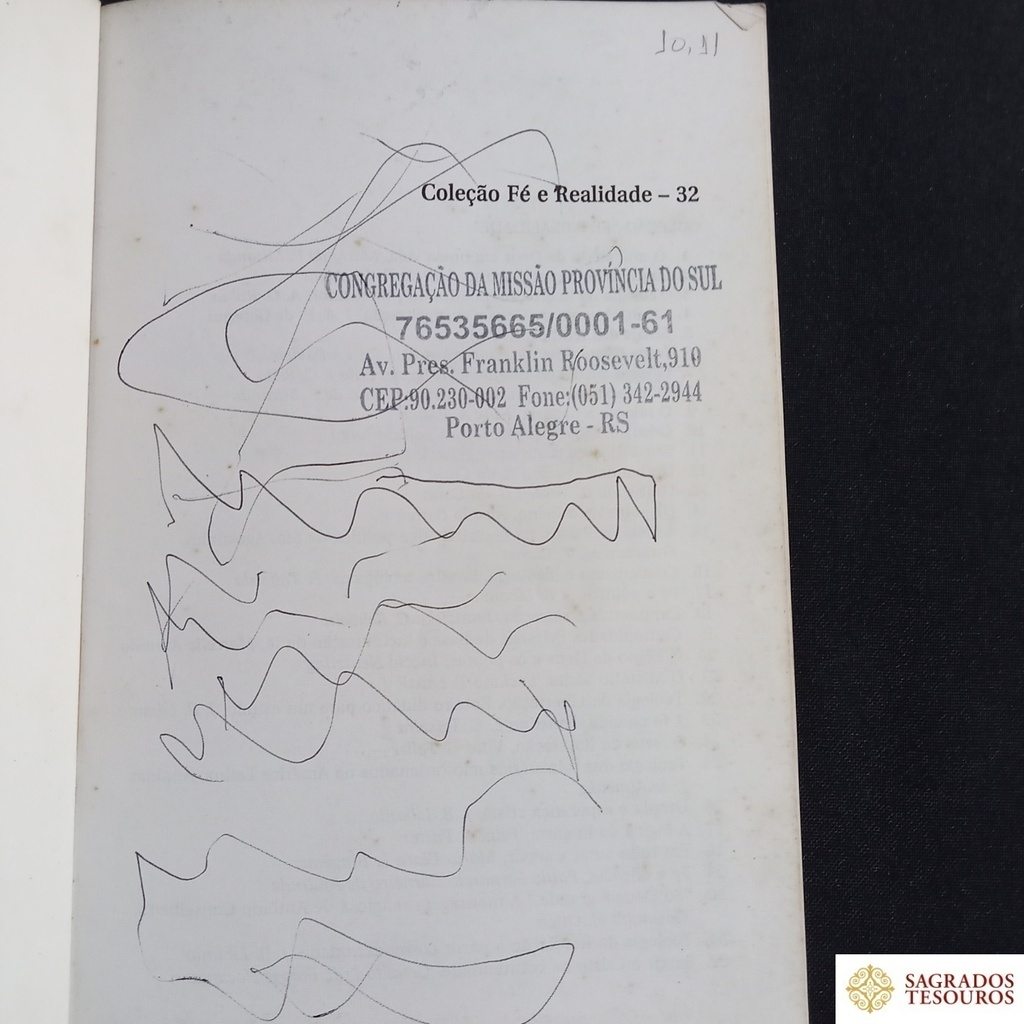 10,11
Coleção Fé e Realidade – 32
CONGREGAÇÃO DA MISSÃO PROVÍNCIA DO SUL
76535665/0001-61
Av. Pres. Franklin Roosevelt,910
CEP:90.230-002 Fone:(051) 342-2944
Porto Alegre - RS
SAGRADOS
TESOUROS